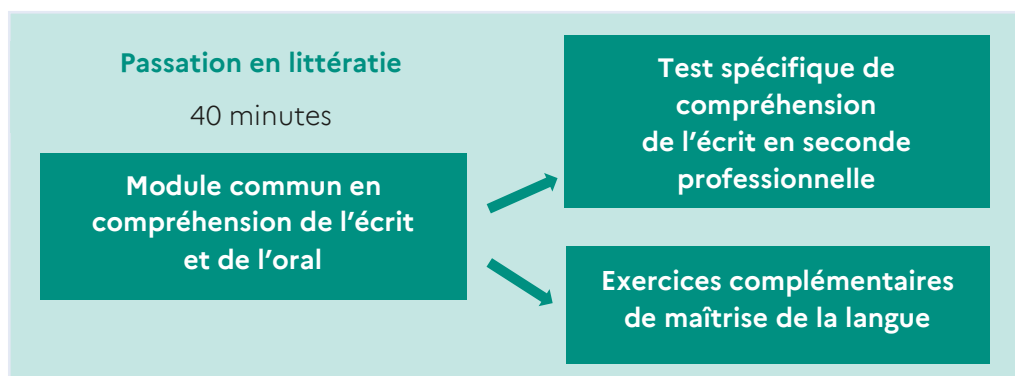 Passation en littératie
40 minutes
Module commun en
compréhension de l'écrit
et de l'oral
Test spécifique de
compréhension
de l'écrit en seconde
professionnelle
Exercices complémentaires
de maîtrise de la langue